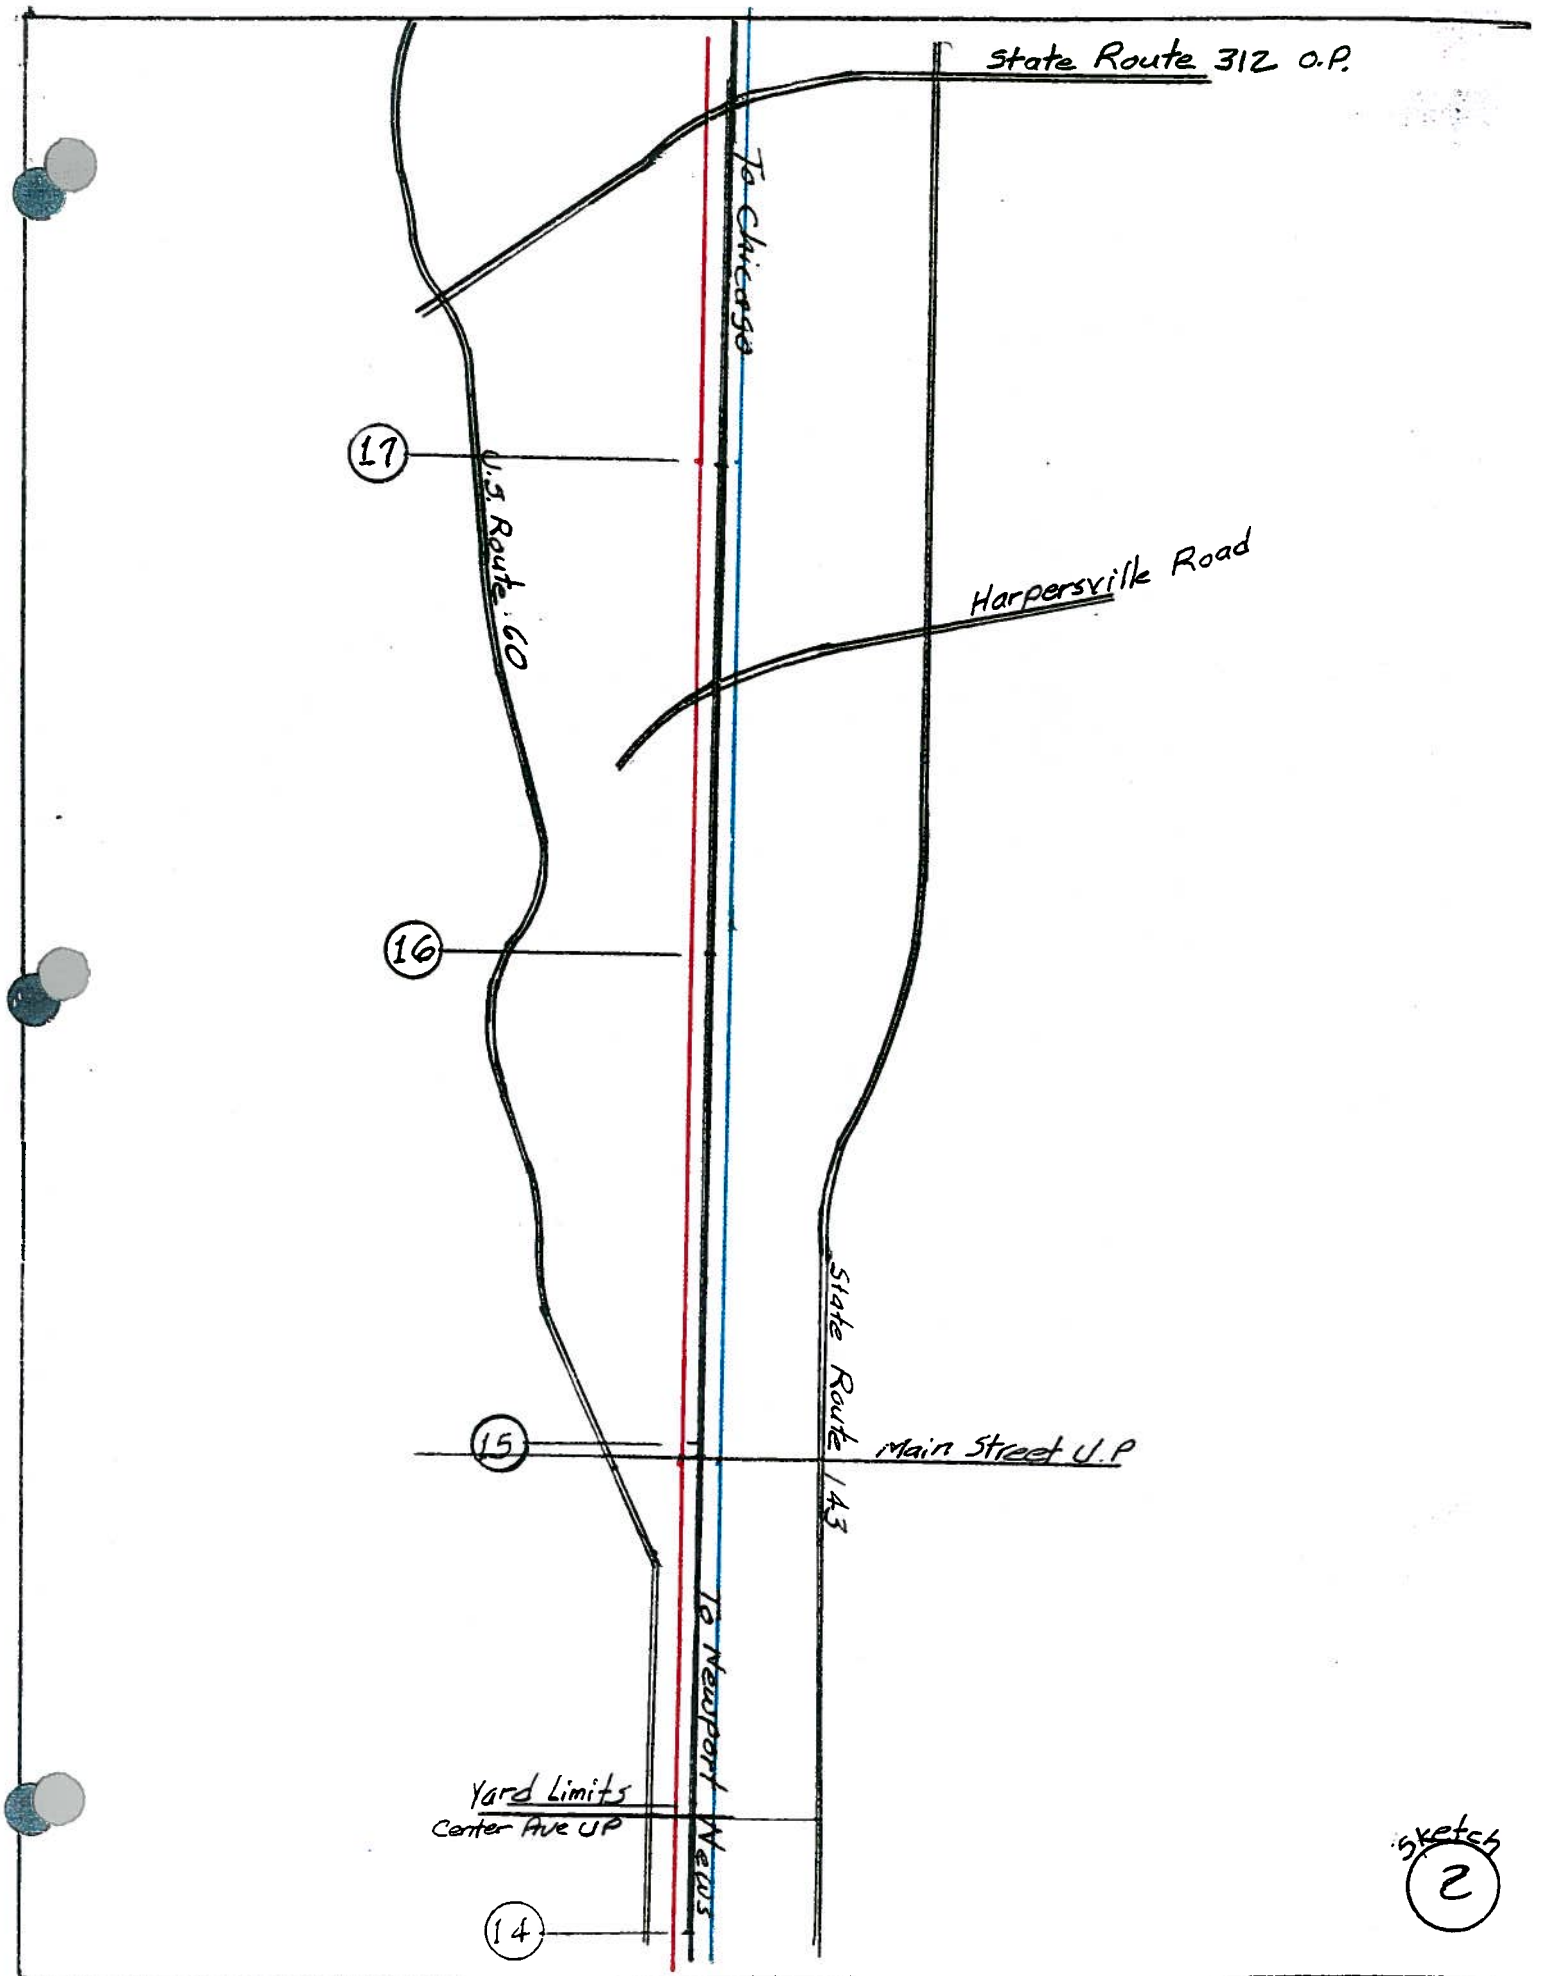 State Route 312 O.P.
To Chicago
17
U.S. Route 60
Harpersville Road
16
State Route 143
15
Main Street U.P
To Newport News
Yard Limits
Center Ave UP
14
Sketch
2